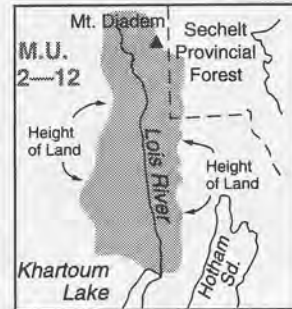 Mt. Diadem
Sechelt
Provincial
Forest
M.U.
2—12
Height
of Land
Lois River
Height
of Land
Khartoum
Lake
Hotham
Sd.